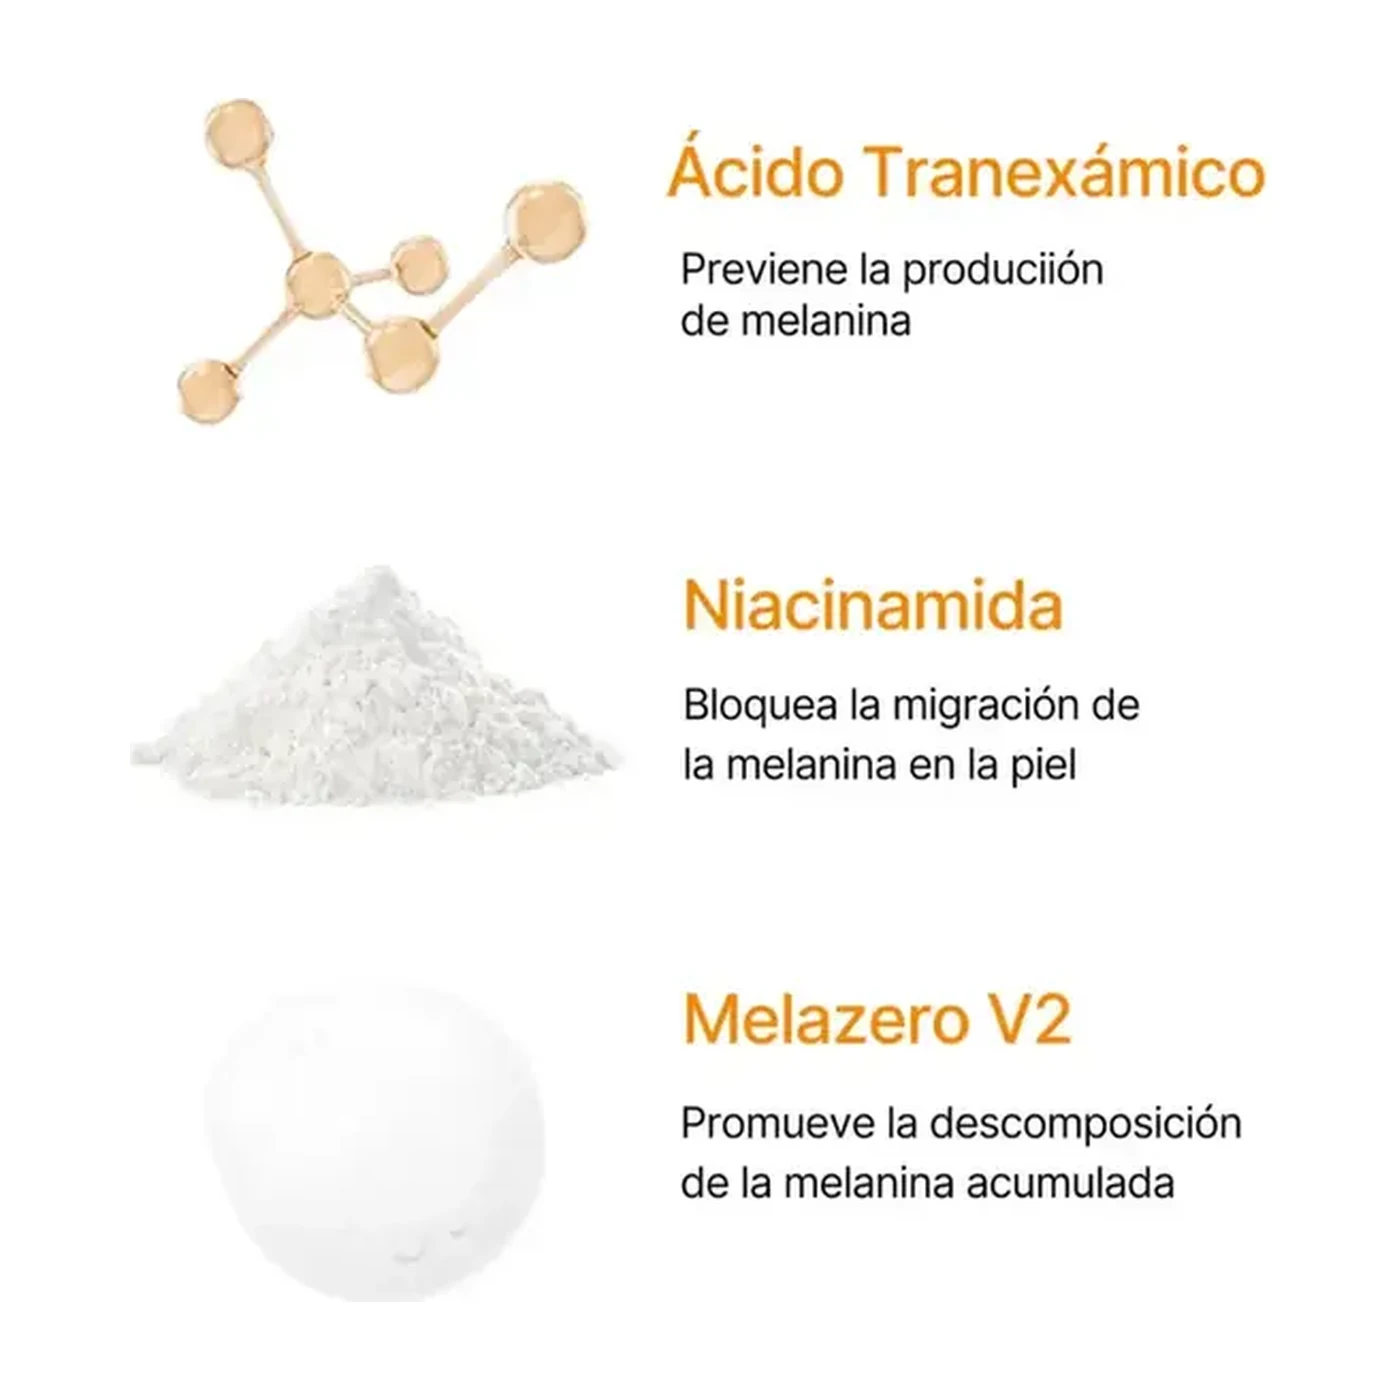 Ácido Tranexámico
Previene la produciión
de melanina
Niacinamida
Bloquea la migración de
la melanina en la piel
Melazero V2
Promueve la descomposición
de la melanina acumulada